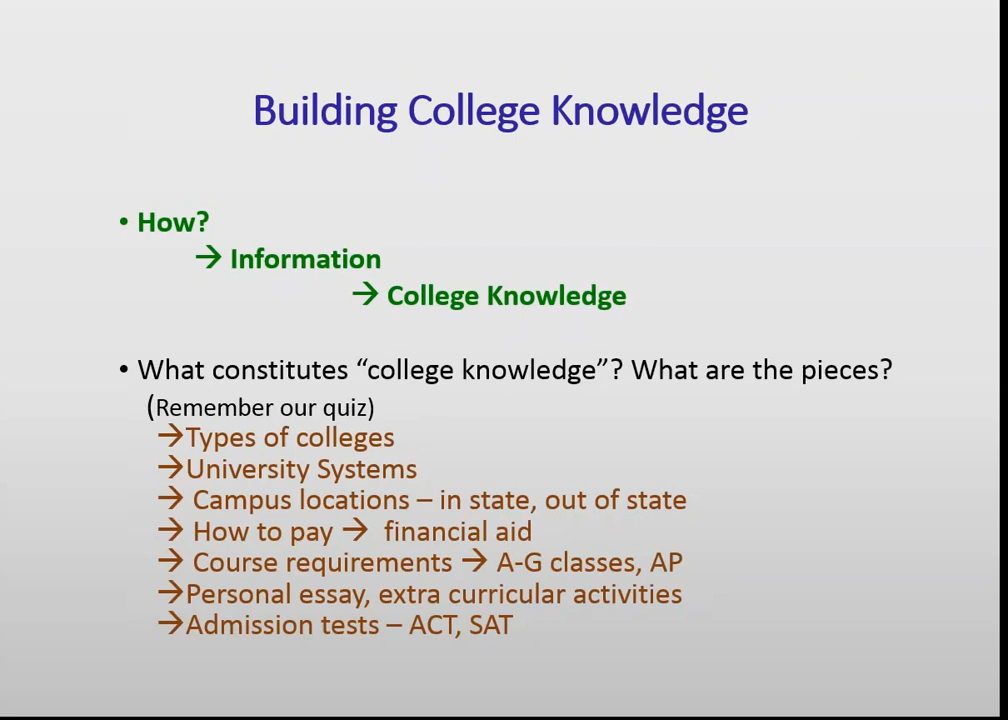 Building College Knowledge
• How?
→ Information
→ College Knowledge
• What constitutes “college knowledge”? What are the pieces?
(Remember our quiz)
→Types of colleges
→University Systems
→ Campus locations – in state, out of state
→ How to pay → financial aid
→ Course requirements → A-G classes, AP
→Personal essay, extra curricular activities
→Admission tests – ACT, SAT